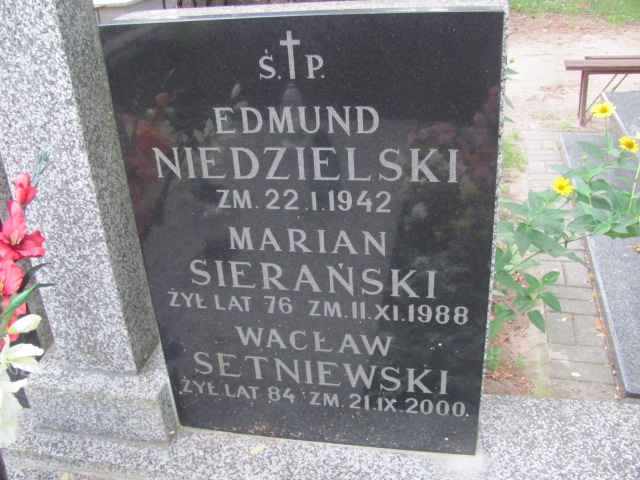 Ś.†P.
EDMUND
NIEDZIELSKI
ZM. 22.I.1942
MARIAN
SIERAŃSKI
ŻYŁ LAT 76 ZM. 11.XI.1988
WACŁAW
SETNIEWSKI
ŻYŁ LAT 84 ZM. 21.IX.2000.